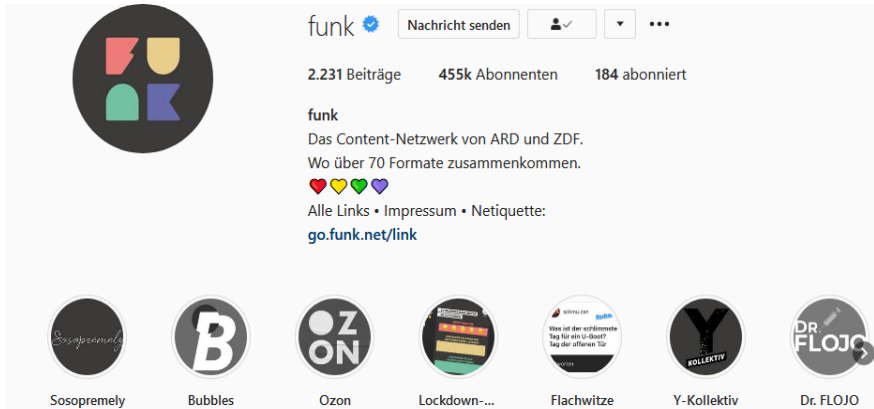 funk
Nachricht senden
2.231 Beiträge 455k Abonnenten 184 abonniert
funk
Das Content-Netzwerk von ARD und ZDF.
Wo über 70 Formate zusammenkommen.
Alle Links • Impressum • Netiquette:
go.funk.net/link
Sosopremely
B
OZ
ON
Was ist der schlimmste
Tag für ein U-Boot?
Tag der offenen Tür
Y
KOLLEKTIV
DR.
FLOJO
Sosopremely Bubbles Ozon Lockdown-... Flachwitze Y-Kollektiv Dr. FLOJO